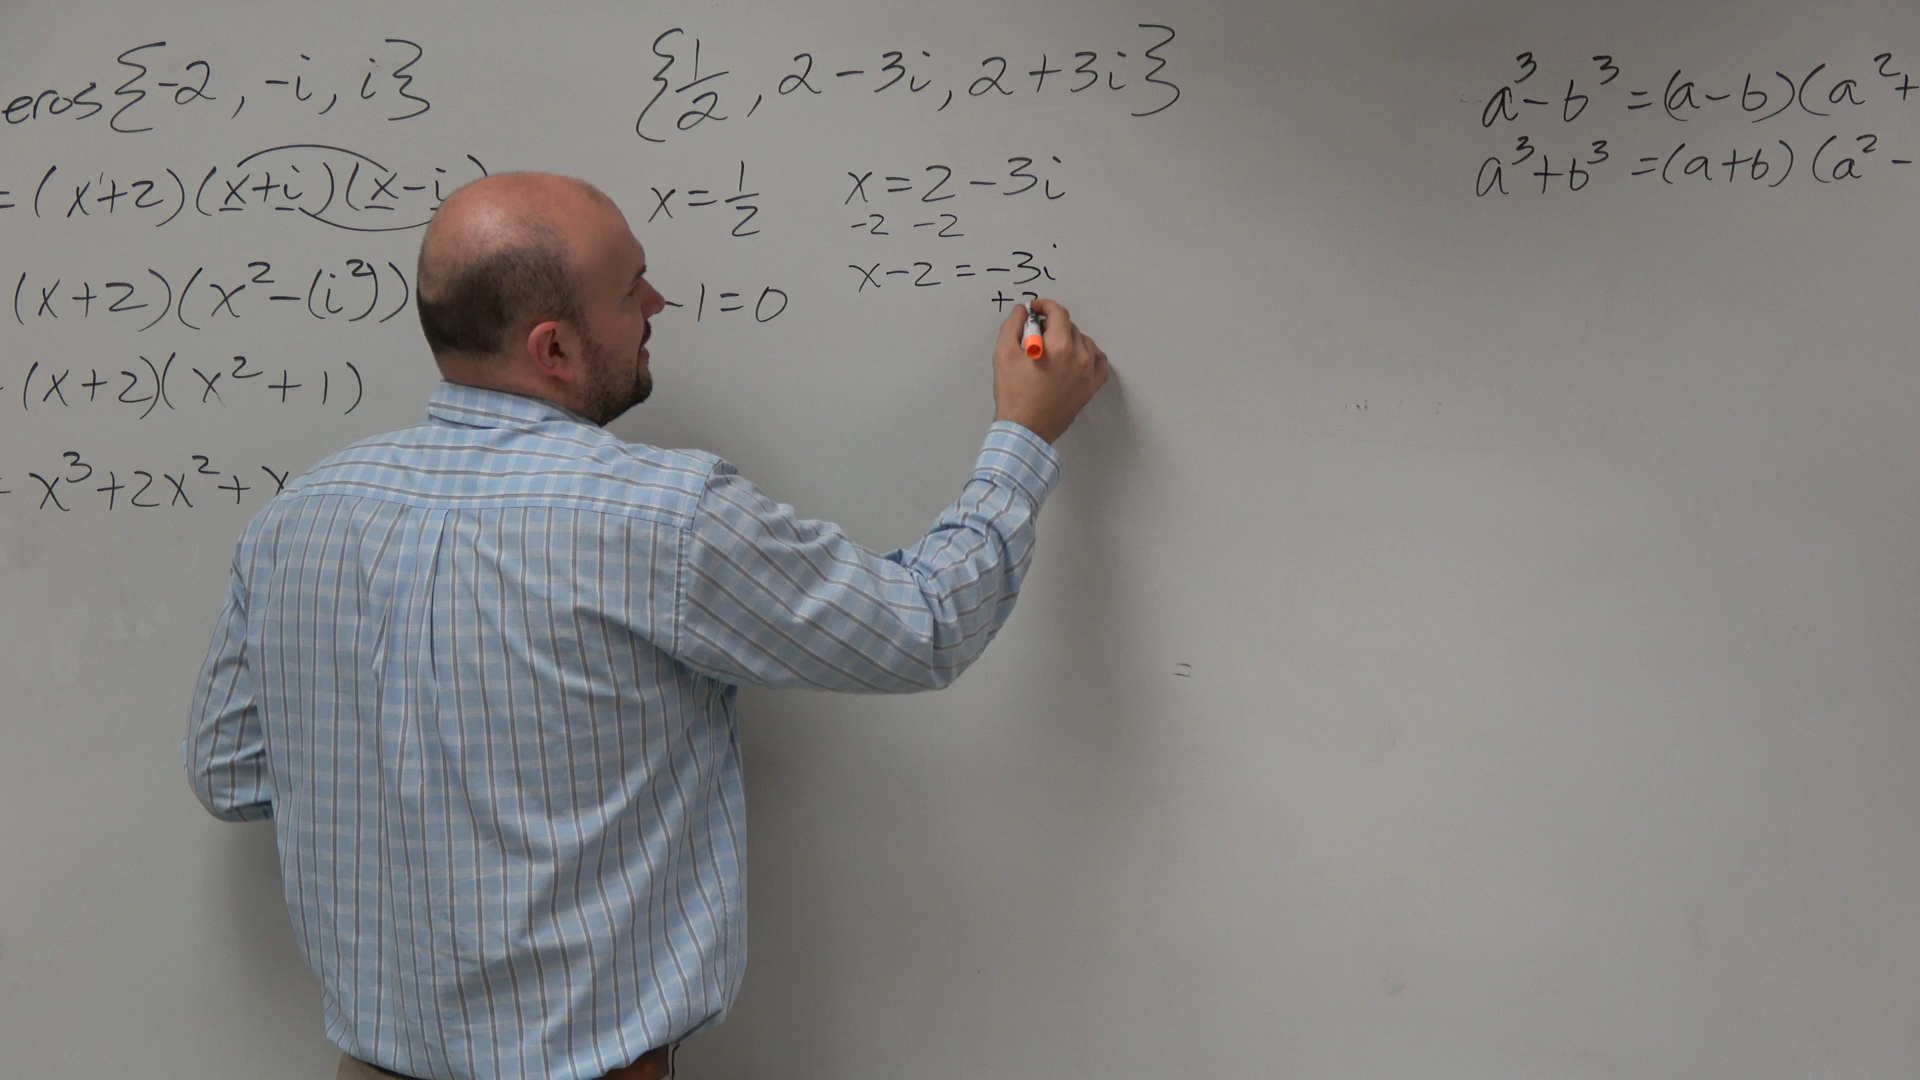 eros{-2, -i, i}
= (x+2)(x+i)(x-i)
(x+2)(x²-(i²))
(x+2)(x²+1)
x³+2x²+x
{1/2, 2-3i, 2+3i}
x=1/2
-1=0
x=2-3i
-2 -2
x-2=-3i
+3
=
a³-b³=(a-b)(a²+
a³+b³=(a+b)(a²-